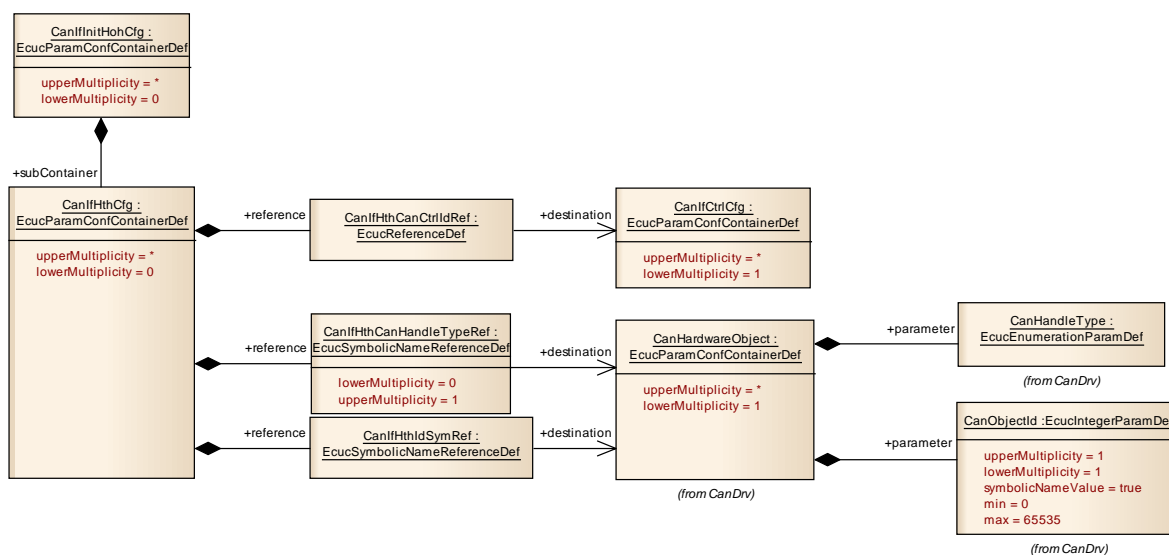 CanIfInitHohCfg :
EcucParamConfContainerDef
upperMultiplicity = *
lowerMultiplicity = 0
+subContainer
CanIfHthCfg :
EcucParamConfContainerDef
upperMultiplicity = *
lowerMultiplicity = 0
+reference
CanIfHthCanCtrlIdRef :
EcucReferenceDef
+destination
CanIfCtrlCfg :
EcucParamConfContainerDef
upperMultiplicity = *
lowerMultiplicity = 1
+reference
CanIfHthCanHandleTypeRef :
EcucSymbolicNameReferenceDef
lowerMultiplicity = 0
upperMultiplicity = 1
+destination
CanHardwareObject :
EcucParamConfContainerDef
upperMultiplicity = *
lowerMultiplicity = 1
(from CanDrv)
+parameter
CanHandleType :
EcucEnumerationParamDef
(from CanDrv)
+reference
CanIfHthIdSymRef :
EcucSymbolicNameReferenceDef
+destination
+parameter
CanObjectId :EcucIntegerParamDe
upperMultiplicity = 1
lowerMultiplicity = 1
symbolicNameValue = true
min = 0
max = 65535
(from CanDrv)